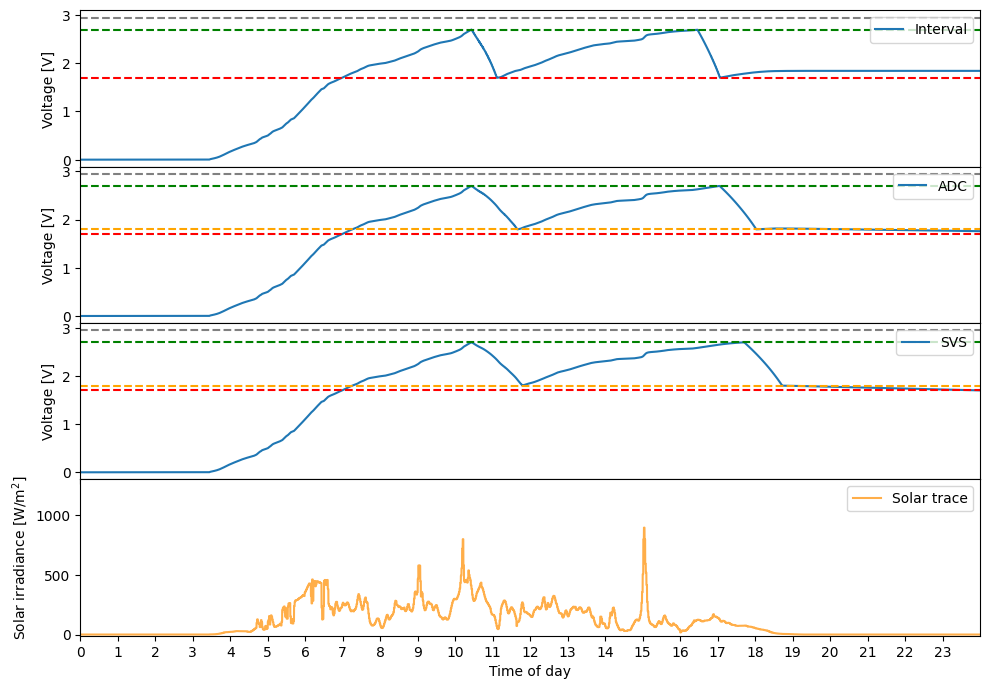 3
2
1
0
Voltage [V]
Interval
3
2
1
0
Voltage [V]
ADC
3
2
1
0
Voltage [V]
SVS
1000
500
0
Solar irradiance [W/m²]
Solar trace
0 1 2 3 4 5 6 7 8 9 10 11 12 13 14 15 16 17 18 19 20 21 22 23
Time of day